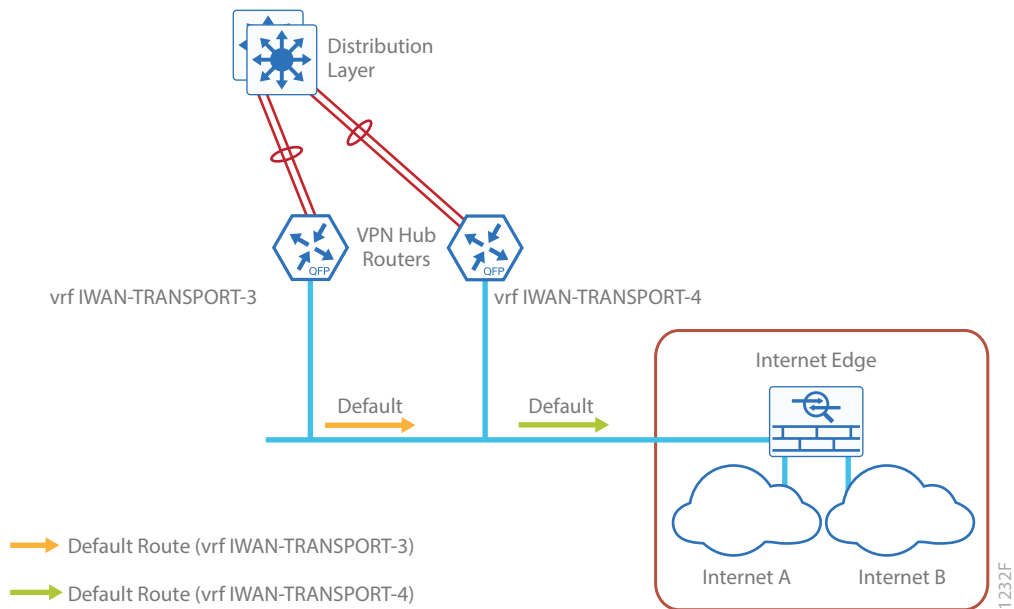 Distribution
Layer
VPN Hub
Routers
QFP
QFP
vrf IWAN-TRANSPORT-3
vrf IWAN-TRANSPORT-4
Internet Edge
Default
Default
Internet A
Internet B
Default Route (vrf IWAN-TRANSPORT-3)
Default Route (vrf IWAN-TRANSPORT-4)
1232F